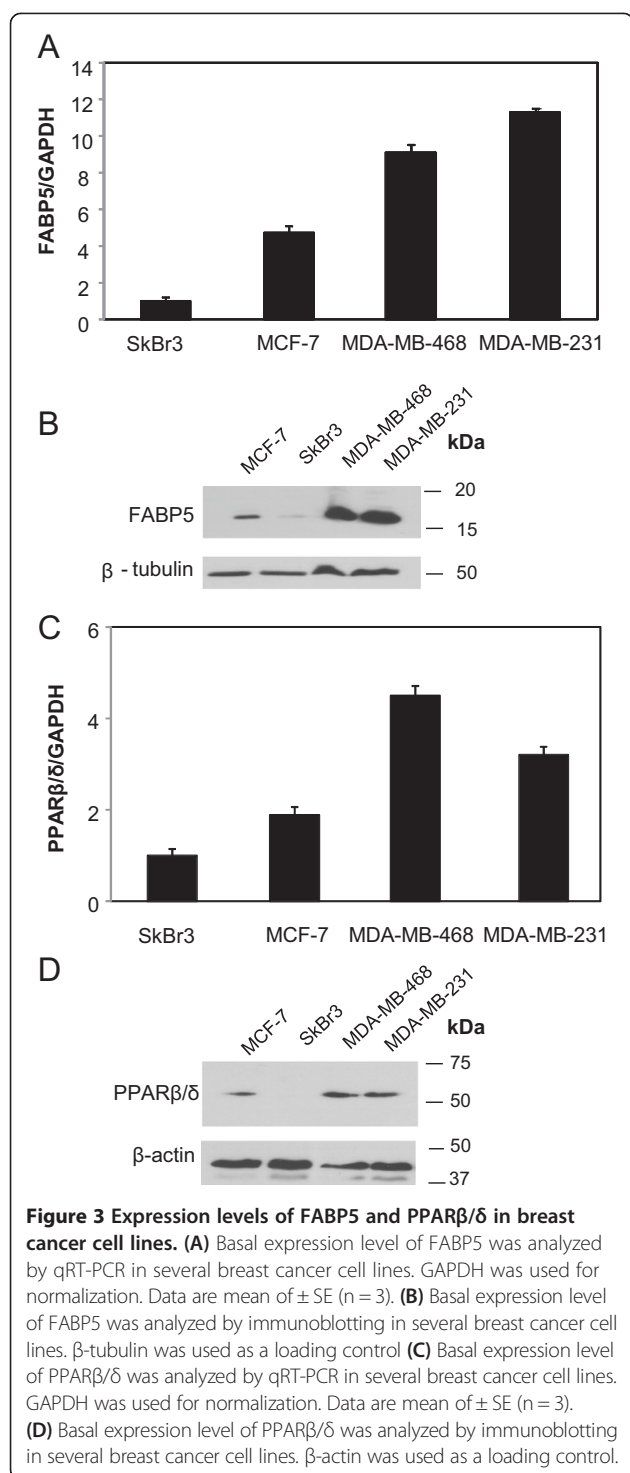 A
FABP5/GAPDH
14
12
10
8
6
4
2
0
SkBr3 MCF-7 MDA-MB-468 MDA-MB-231
B
MCF-7 SkBr3 MDA-MB-468 MDA-MB-231 kDa
FABP5
20
15
β - tubulin
50
C
PPARβ/δ/GAPDH
6
4
2
0
SkBr3 MCF-7 MDA-MB-468 MDA-MB-231
D
MCF-7 SkBr3 MDA-MB-468 MDA-MB-231 kDa
75
PPARβ/δ
50
β-actin
50
37
Figure 3 Expression levels of FABP5 and PPARβ/δ in breast
cancer cell lines. (A) Basal expression level of FABP5 was analyzed
by qRT-PCR in several breast cancer cell lines. GAPDH was used for
normalization. Data are mean of ± SE (n = 3). (B) Basal expression level
of FABP5 was analyzed by immunoblotting in several breast cancer cell
lines. β-tubulin was used as a loading control (C) Basal expression level
of PPARβ/δ was analyzed by qRT-PCR in several breast cancer cell lines.
GAPDH was used for normalization. Data are mean of ± SE (n = 3).
(D) Basal expression level of PPARβ/δ was analyzed by immunoblotting
in several breast cancer cell lines. β-actin was used as a loading control.